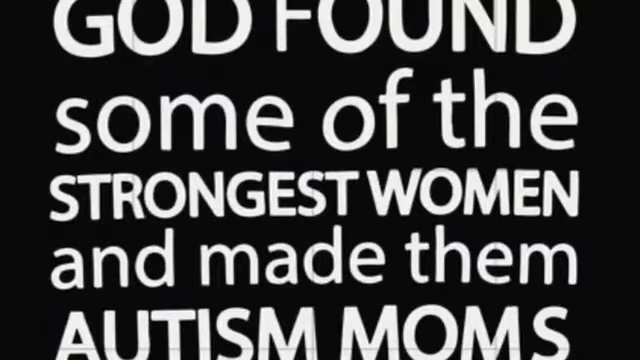 GOD FOUND
some of the
STRONGEST WOMEN
and made them
AUTISM MOMS